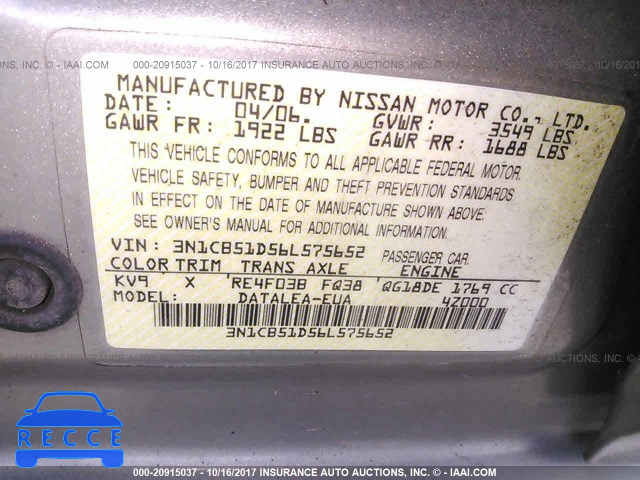 000-20915037 - 10/16/2017 INSURANCE AUTO AUCTIONS, INC. - © IAAI.COM
MANUFACTURED BY NISSAN MOTOR CO., LTD.
DATE: 04/06. GVWR: 3549 LBS
GAWR FR: 1922 LBS GAWR RR: 1688 LBS
THIS VEHICLE CONFORMS TO ALL APPLICABLE FEDERAL MOTOR
VEHICLE SAFETY, BUMPER AND THEFT PREVENTION STANDARDS
IN EFFECT ON THE DATE OF MANUFACTURE SHOWN ABOVE.
SEE OWNER'S MANUAL FOR ADDITIONAL INFORMATION.
VIN: 3N1CB51D56L575652 PASSENGER CAR
COLOR TRIM TRANS AXLE ENGINE
KV9 X RE4F03B FQ38 QG18DE 1769 CC
MODEL: DATALEA-EUA 4Z000
3N1CB51D56L575652
RECCE
000-20915037 - 10/16/2017 INSURANCE AUTO AUCTIONS, INC. - © IAAI.COM